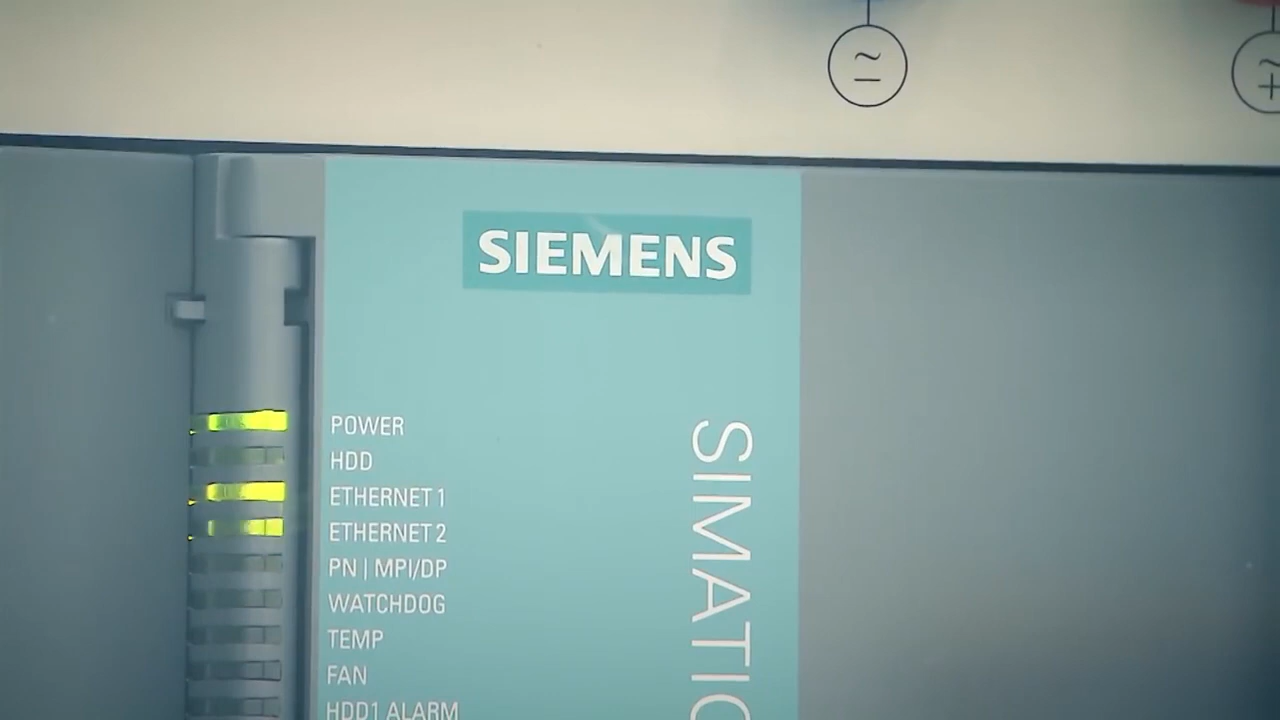 SIEMENS
POWER
HDD
ETHERNET 1
ETHERNET 2
PN | MPI/DP
WATCHDOG
TEMP
FAN
HDD1 ALARM
SIMATIC